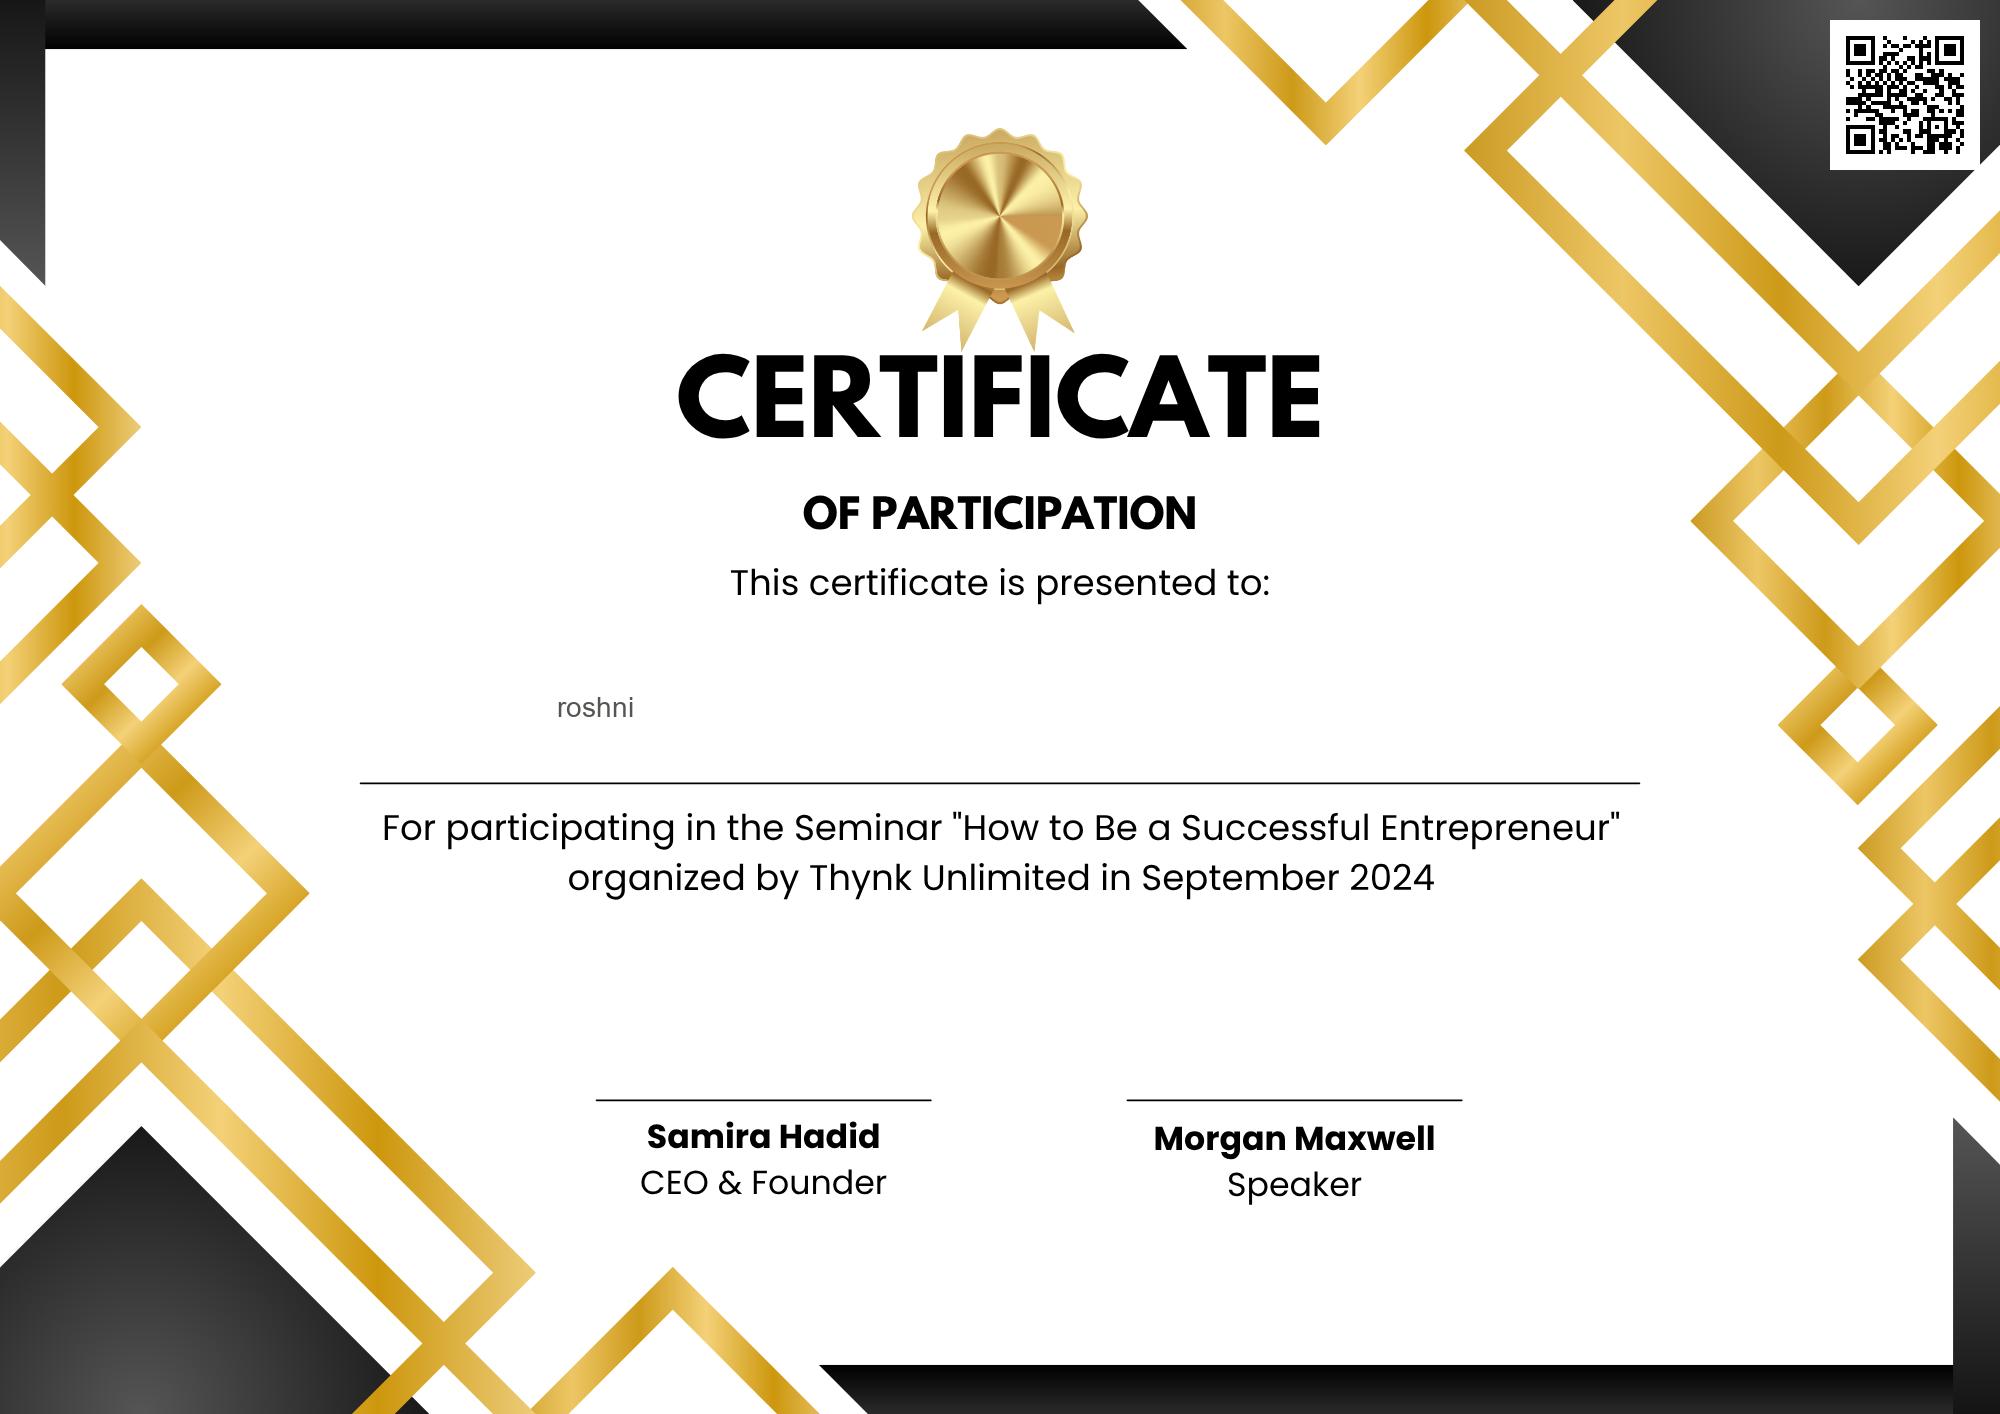 CERTIFICATE
OF PARTICIPATION
This certificate is presented to:
roshni
For participating in the Seminar "How to Be a Successful Entrepreneur"
organized by Thynk Unlimited in September 2024
Samira Hadid
CEO & Founder
Morgan Maxwell
Speaker